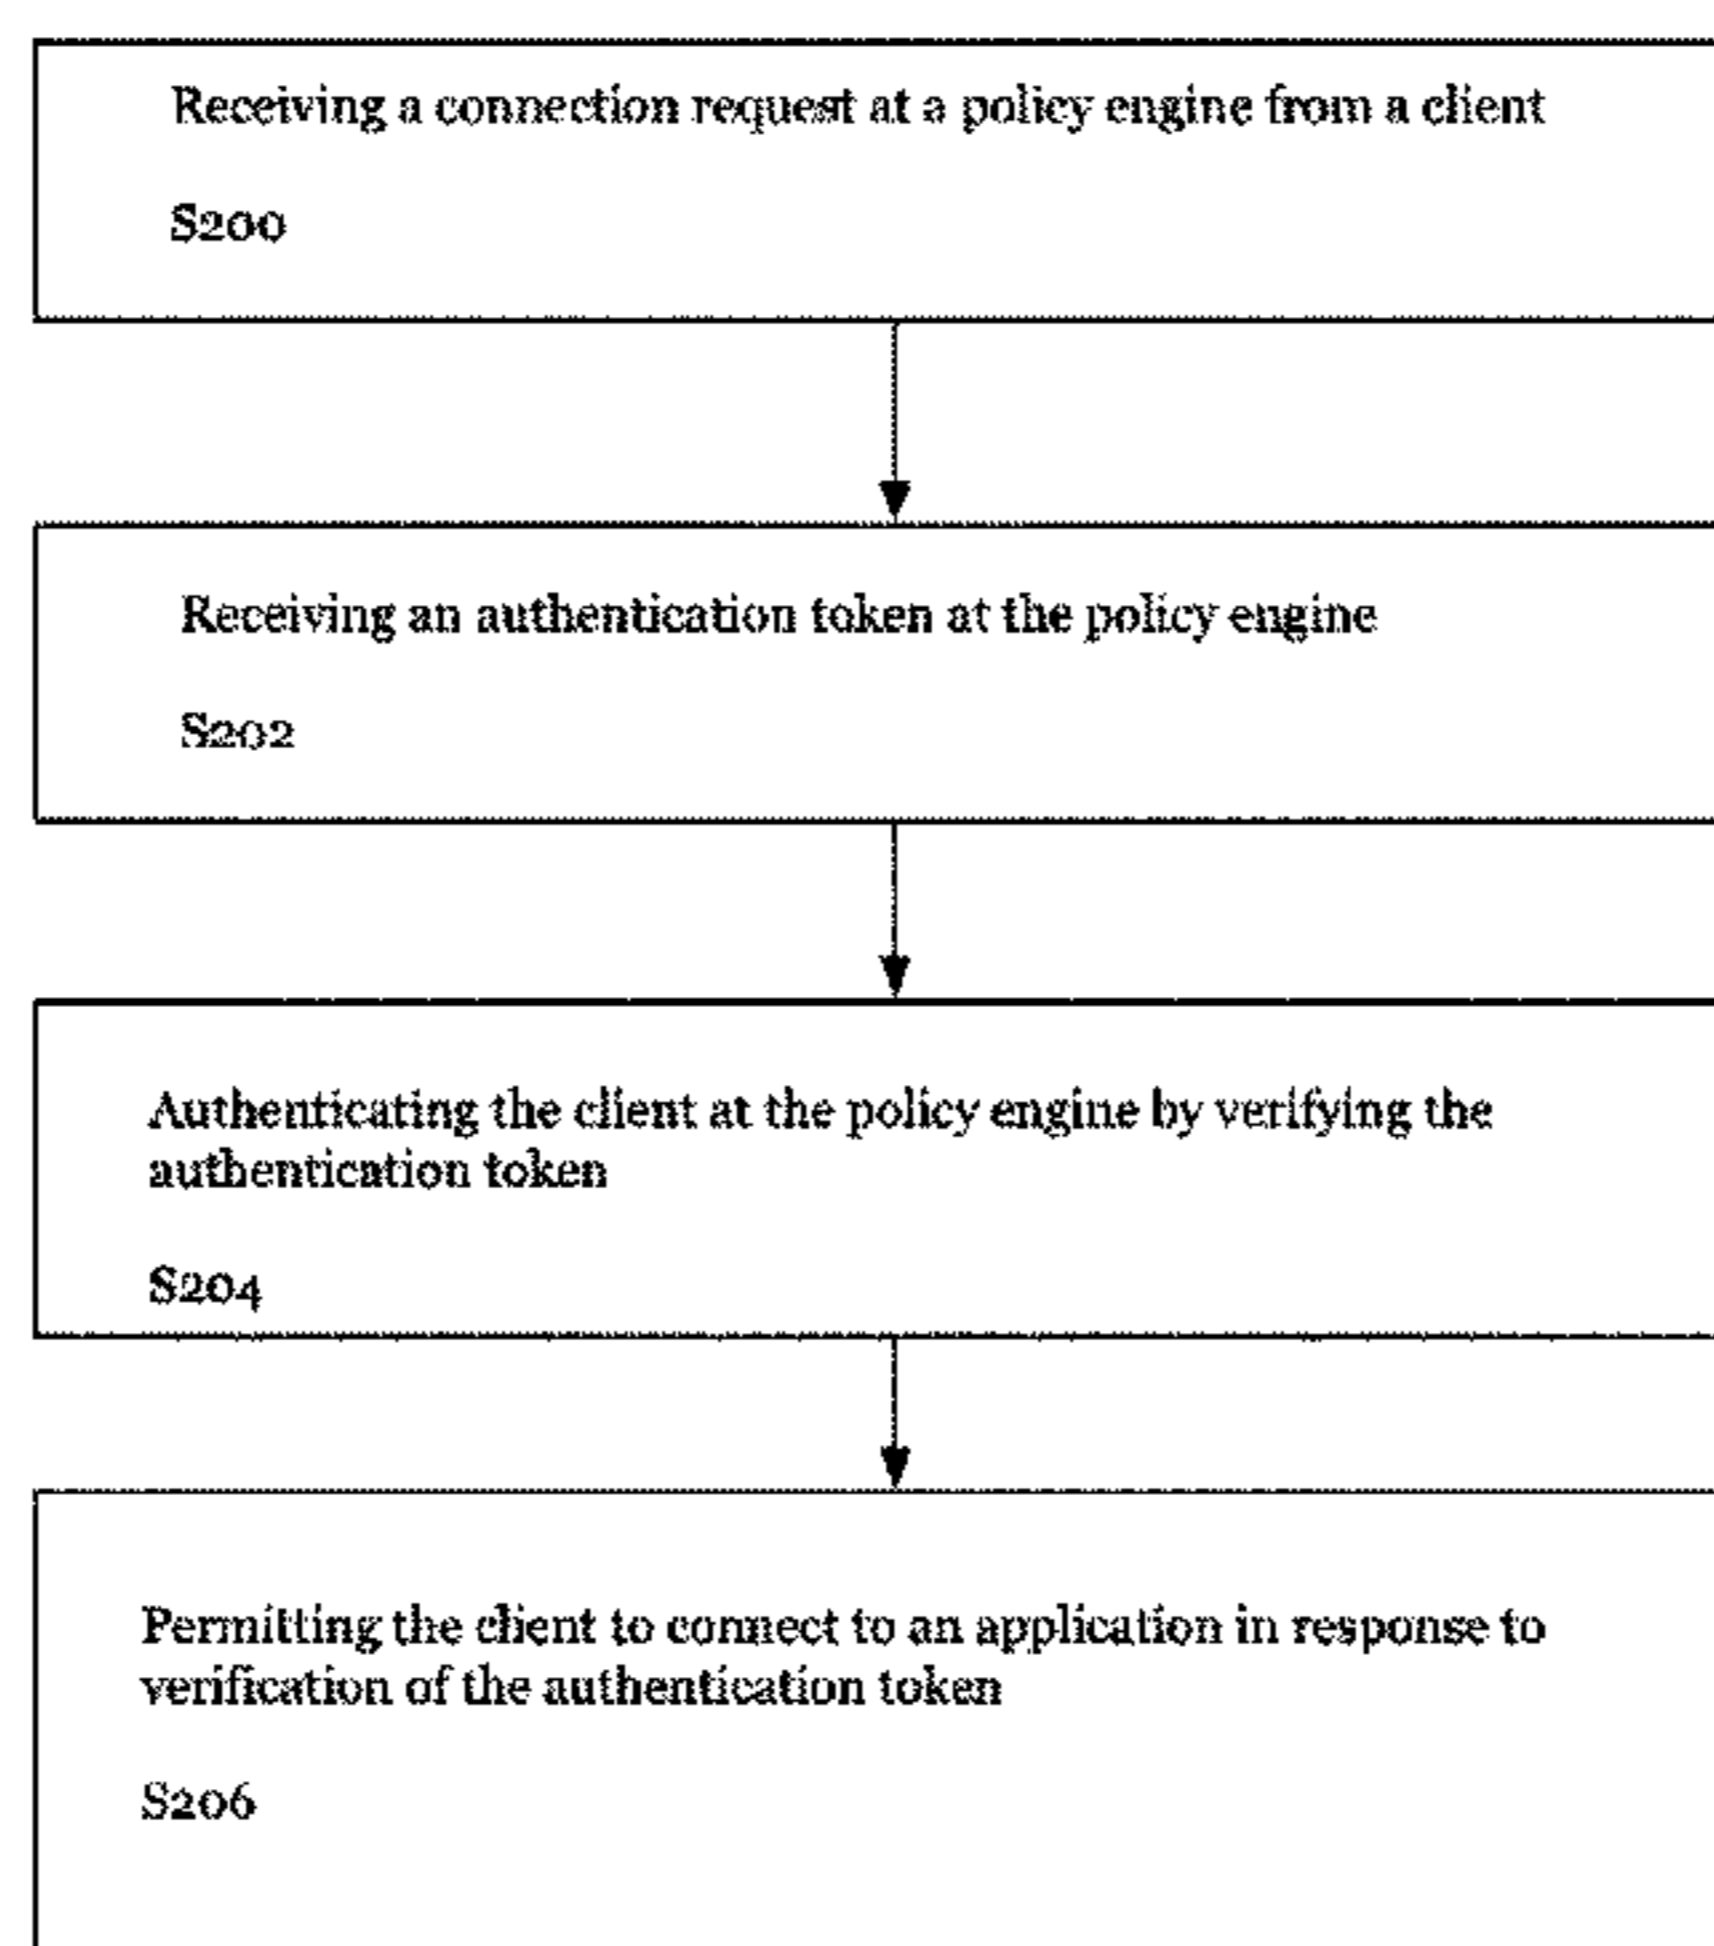 Receiving a connection request at a policy engine from a client
S200
Receiving an authentication token at the policy engine
S202
Authenticating the client at the policy engine by verifying the
authentication token
S204
Permitting the client to connect to an application in response to
verification of the authentication token
S206